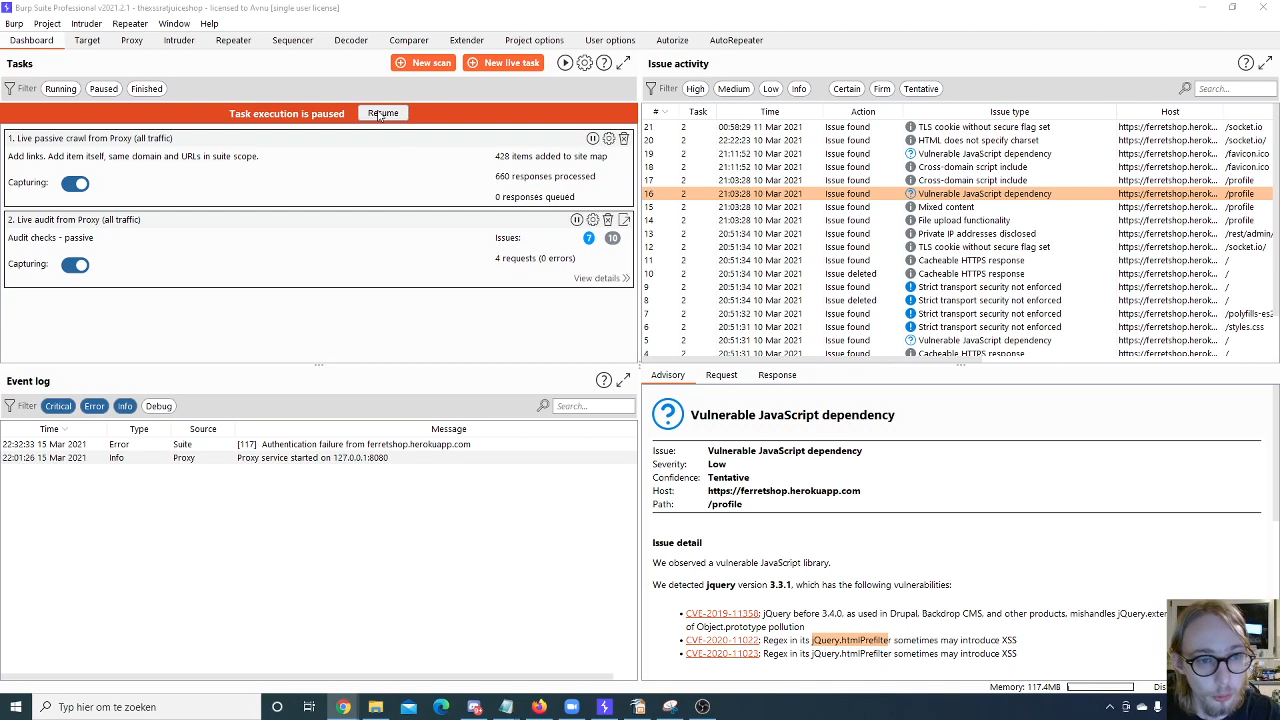 Burp Suite Professional v2021.2.1 - thexssratjuiceshop - licensed to Avnu [single user license]
Burp Project Intruder Repeater Window Help
Dashboard Target Proxy Intruder Repeater Sequencer Decoder Comparer Extender Project options User options Autorize AutoRepeater
Tasks
New scan
New live task
Filter Running Paused Finished
Task execution is paused Resume
1. Live passive crawl from Proxy (all traffic)
Add links. Add item itself, same domain and URLs in suite scope.
428 items added to site map
Capturing:
660 responses processed
0 responses queued
2. Live audit from Proxy (all traffic)
Audit checks - passive
Issues: 7 10
Capturing:
4 requests (0 errors)
View details
Issue activity
Filter High Medium Low Info Certain Firm Tentative Search...
# Task Time Action Issue type Host
21 2 00:58:29 11 Mar 2021 Issue found TLS cookie without secure flag set https://ferretshop.herok... /socket.io
20 2 22:22:23 10 Mar 2021 Issue found HTML does not specify charset https://ferretshop.herok... /socket.io/
19 2 21:11:52 10 Mar 2021 Issue found Vulnerable JavaScript dependency https://ferretshop.herok... /favicon.ico
18 2 21:11:52 10 Mar 2021 Issue found Cross-domain script include https://ferretshop.herok... /favicon.ico
17 2 21:03:28 10 Mar 2021 Issue found Cross-domain script include https://ferretshop.herok... /profile
16 2 21:03:28 10 Mar 2021 Issue found Vulnerable JavaScript dependency https://ferretshop.herok... /profile
15 2 21:03:28 10 Mar 2021 Issue found Mixed content https://ferretshop.herok... /profile
14 2 21:03:28 10 Mar 2021 Issue found File upload functionality https://ferretshop.herok... /profile
13 2 20:51:34 10 Mar 2021 Issue found Private IP addresses disclosed https://ferretshop.herok... /rest/admin/
12 2 20:51:34 10 Mar 2021 Issue found TLS cookie without secure flag set https://ferretshop.herok... /socket.io/
11 2 20:51:34 10 Mar 2021 Issue found Cacheable HTTPS response https://ferretshop.herok... /
10 2 20:51:34 10 Mar 2021 Issue deleted Cacheable HTTPS response https://ferretshop.herok... /
9 2 20:51:34 10 Mar 2021 Issue found Strict transport security not enforced https://ferretshop.herok... /
8 2 20:51:34 10 Mar 2021 Issue deleted Strict transport security not enforced https://ferretshop.herok... /
7 2 20:51:32 10 Mar 2021 Issue found Strict transport security not enforced https://ferretshop.herok... /polyfills-es2
6 2 20:51:31 10 Mar 2021 Issue found Strict transport security not enforced https://ferretshop.herok... /styles.css
5 2 20:51:31 10 Mar 2021 Issue found Vulnerable JavaScript dependency https://ferretshop.herok... /
4 2 20:51:31 10 Mar 2021 Issue found Cacheable HTTPS response https://ferretshop.herok... /
Event log
Filter Critical Error Info Debug Search...
Time Type Source Message
22:32:33 15 Mar 2021 Error Suite [117] Authentication failure from ferretshop.herokuapp.com
22:01:26 15 Mar 2021 Info Proxy Proxy service started on 127.0.0.1:8080
Advisory Request Response
Vulnerable JavaScript dependency
Issue: Vulnerable JavaScript dependency
Severity: Low
Confidence: Tentative
Host: https://ferretshop.herokuapp.com
Path: /profile
Issue detail
We observed a vulnerable JavaScript library.
We detected jquery version 3.3.1, which has the following vulnerabilities:
• CVE-2019-11358: jQuery before 3.4.0, as used in Drupal, Backdrop CMS, and other products, mishandles jQuery.exte
of Object.prototype pollution
• CVE-2020-11022: Regex in its jQuery.htmlPrefilter sometimes may introduce XSS
• CVE-2020-11023: Regex in its jQuery.htmlPrefilter sometimes may introduce XSS
Memory: 117.4MB Dis
Typ hier om te zoeken